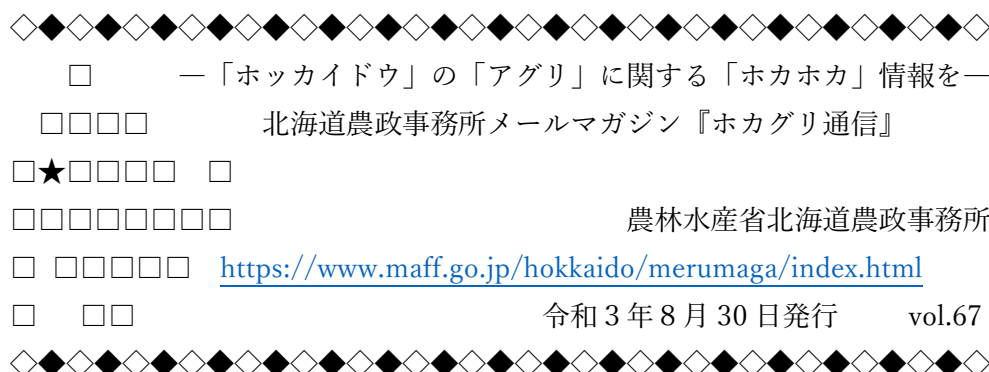 ◇◆◇◆◇◆◇◆◇◆◇◆◇◆◇◆◇◆◇◆◇◆◇◆◇◆◇◆◇◆◇◆◇◆◇
□ ―「ホッカイドウ」の「アグリ」に関する「ホカホカ」情報を―
□□□□ 北海道農政事務所メールマガジン『ホカグリ通信』
□★□□□□ □
□□□□□□□□ 農林水産省北海道農政事務所
□ □□□□□ https://www.maff.go.jp/hokkaido/merumaga/index.html
□ □□ 令和3年8月30日発行 vol.67
◇◆◇◆◇◆◇◆◇◆◇◆◇◆◇◆◇◆◇◆◇◆◇◆◇◆◇◆◇◆◇◆◇◆◇